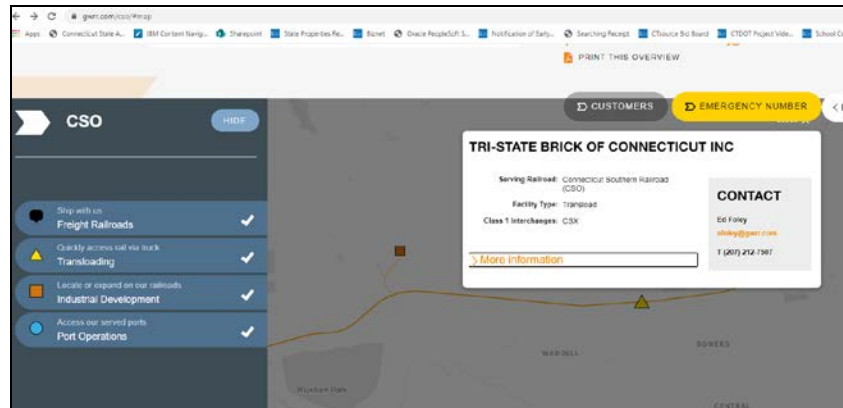 gwrr.com/cso/#map
Apps Connecticut State A... IBM Content Navig... Sharepoint State Properties Re... Biznet Oracle PeopleSoft S... Notification of Early... Searching Receipt CTsource Bid Board CTDOT Project Vide... School C
PRINT THIS OVERVIEW
CUSTOMERS
EMERGENCY NUMBER
CSO
HIDE
TRI-STATE BRICK OF CONNECTICUT INC
Serving Railroad: Connecticut Southern Railroad
(CSO)
Facility Type: Transload
Class 1 Interchanges: CSX
More information
CONTACT
Ed Foley
T (207) 212-7507
Ship with us
Freight Railroads
Quickly access rail via truck
Transloading
Locate or expand on our railroads
Industrial Development
Access our served ports
Port Operations
WADDELL
BOWERS
Wickham Park
CENTRAL